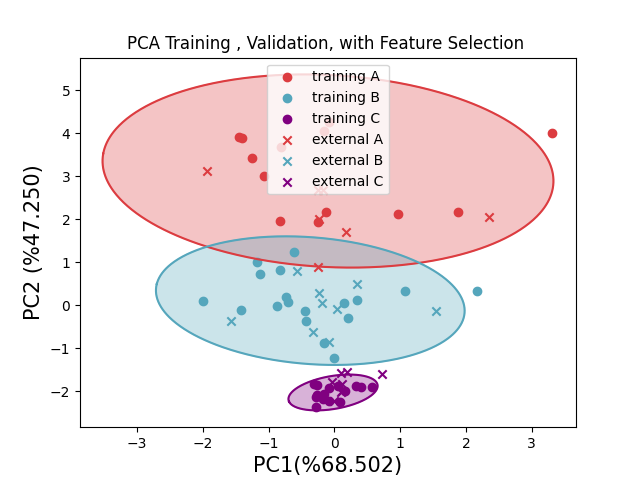 PCA Training , Validation, with Feature Selection
training A
training B
training C
external A
external B
external C
5
4
3
2
1
0
−1
−2
PC2 (%47.250)
−3 −2 −1 0 1 2 3
PC1(%68.502)